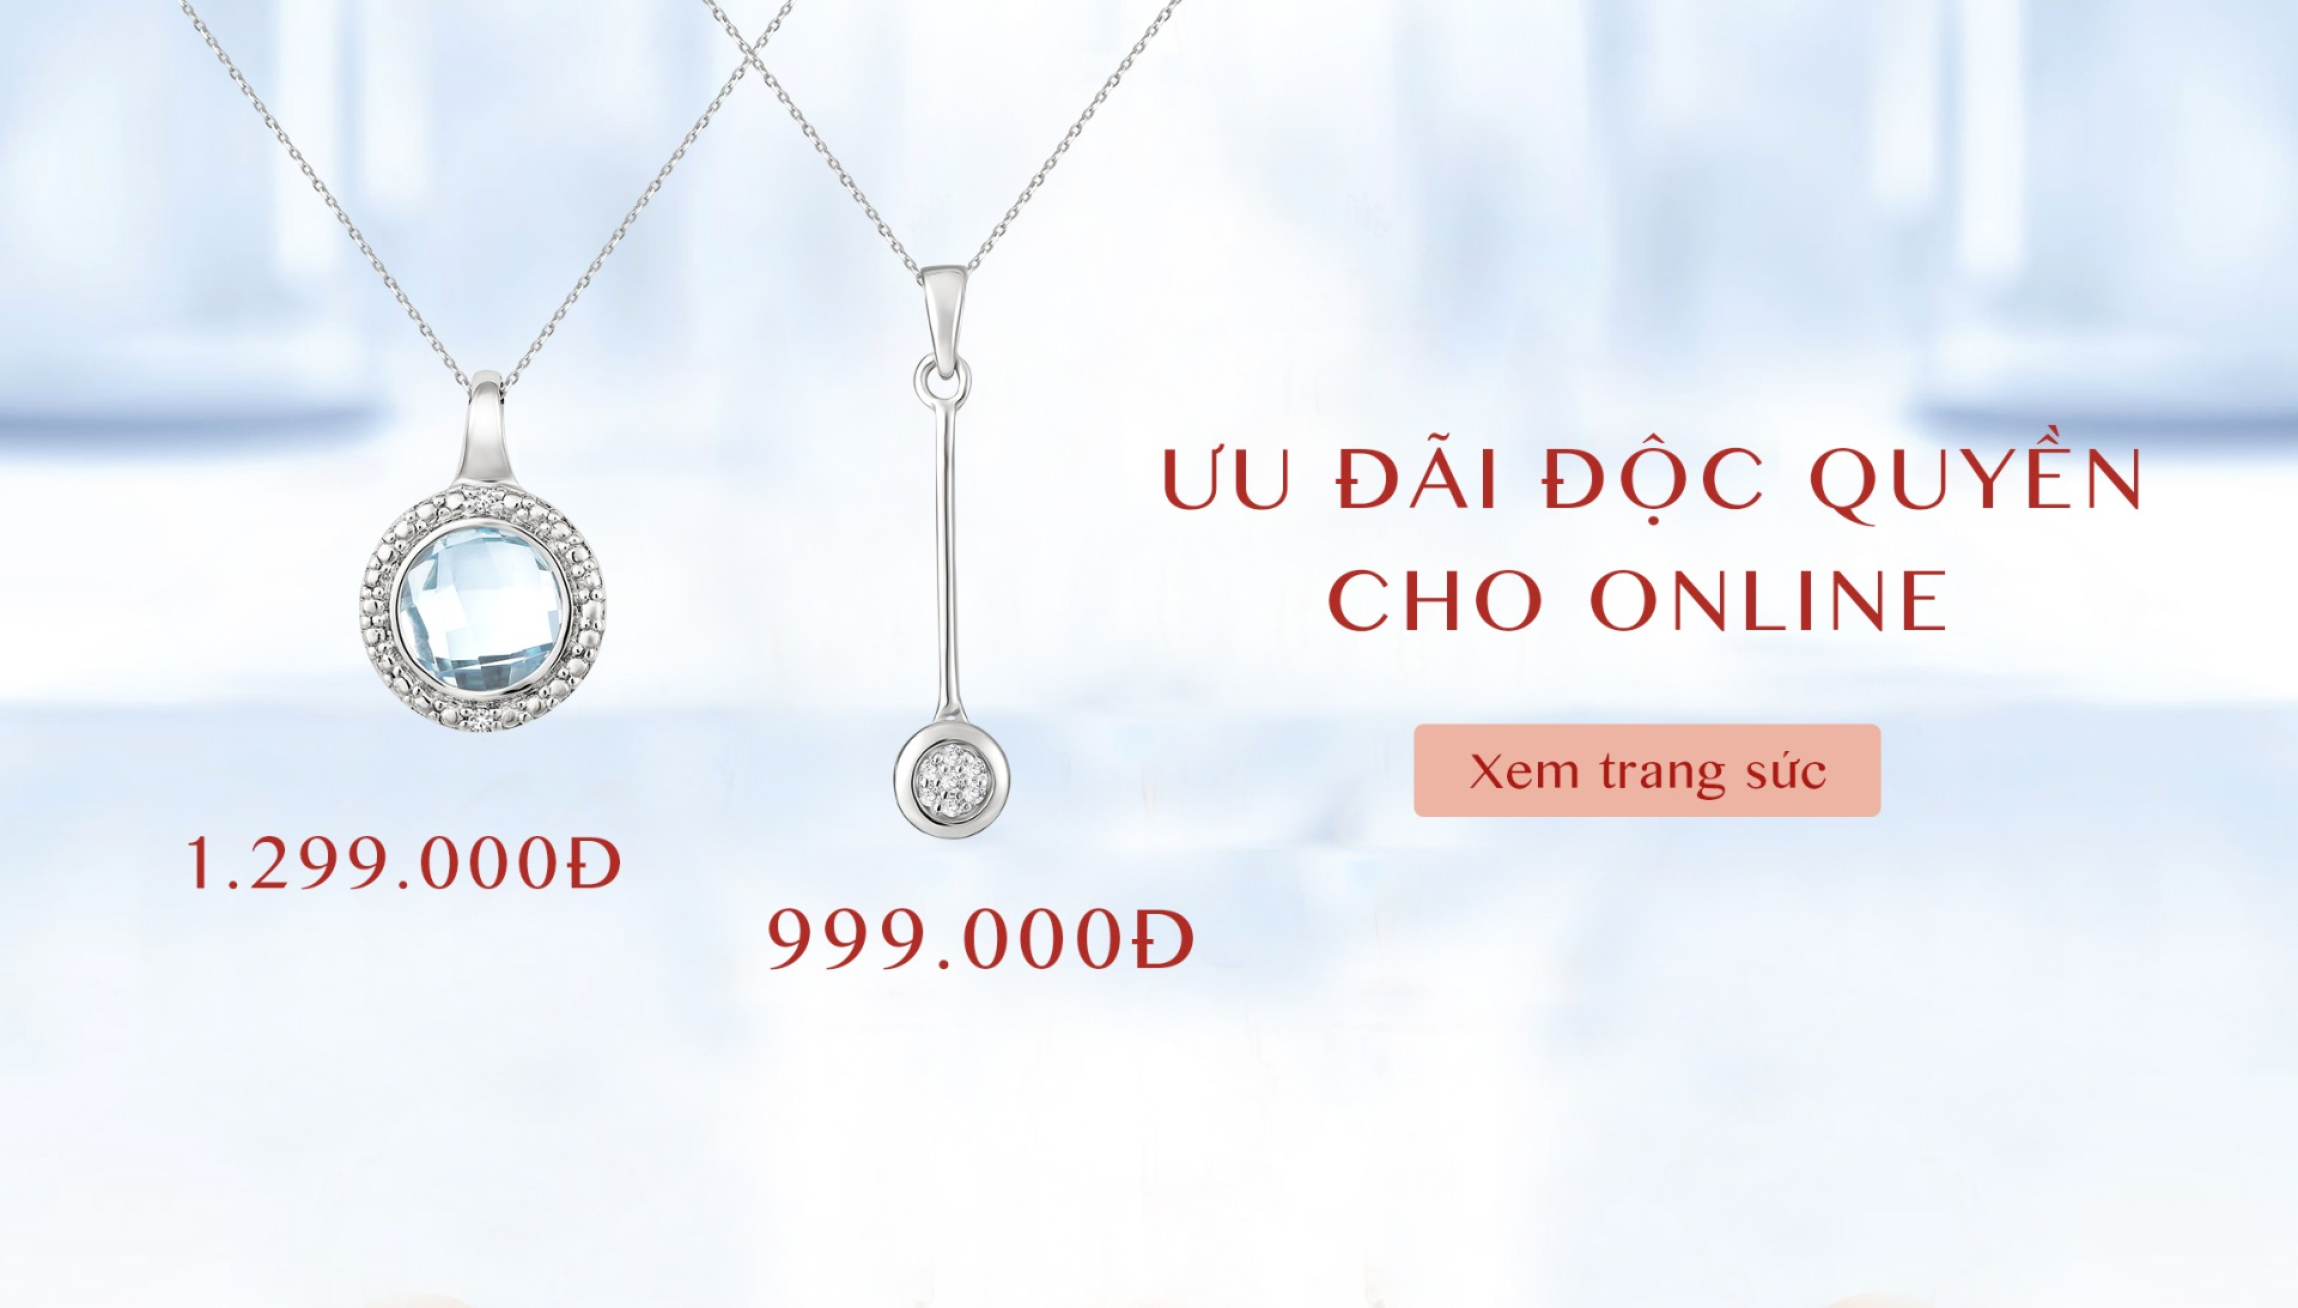 ƯU ĐÃI ĐỘC QUYỀN
CHO ONLINE
Xem trang sức
1.299.000Đ
999.000Đ